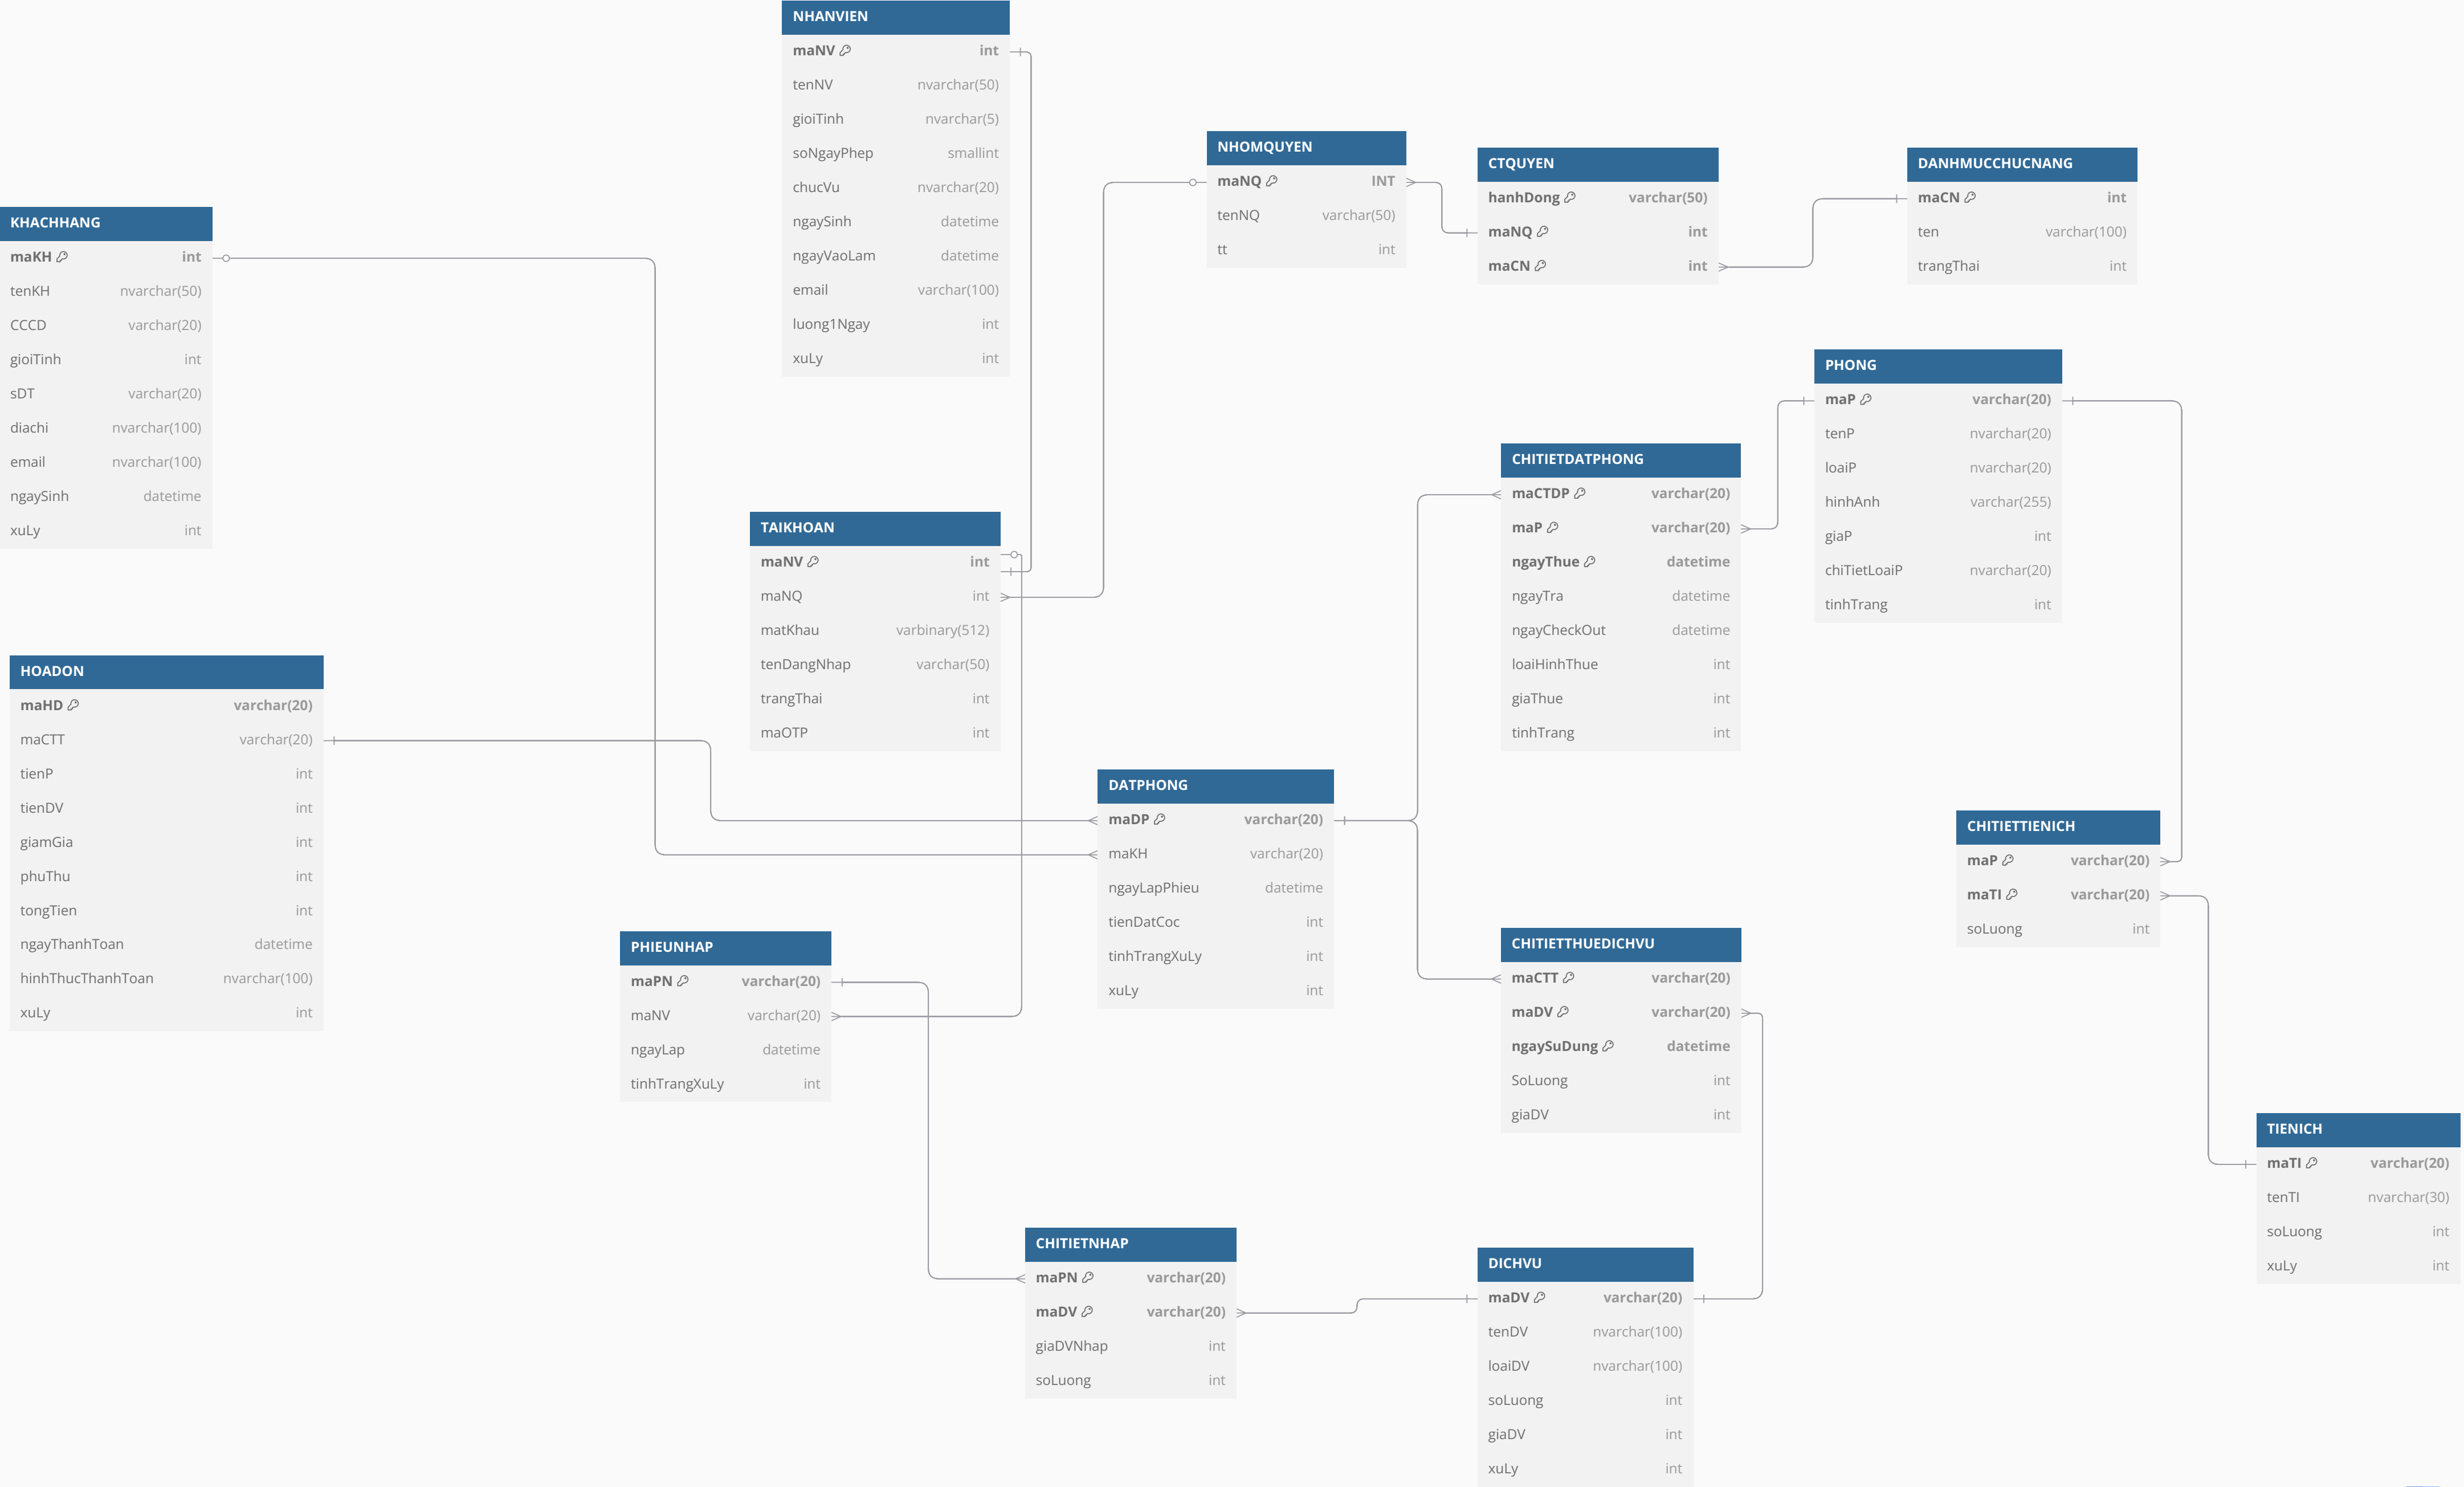 NHANVIEN
maNV int
tenNV nvarchar(50)
gioiTinh nvarchar(5)
soNgayPhep smallint
chucVu nvarchar(20)
ngaySinh datetime
ngayVaoLam datetime
email varchar(100)
luong1Ngay int
xuLy int
NHOMQUYEN
maNQ INT
tenNQ varchar(50)
tt int
CTQUYEN
hanhDong varchar(50)
maNQ int
maCN int
DANHMUCCHUCNANG
maCN int
ten varchar(100)
trangThai int
KHACHHANG
maKH int
tenKH nvarchar(50)
CCCD varchar(20)
gioiTinh int
sDT varchar(20)
diachi nvarchar(100)
email nvarchar(100)
ngaySinh datetime
xuLy int
PHONG
maP varchar(20)
tenP nvarchar(20)
loaiP nvarchar(20)
hinhAnh varchar(255)
giaP int
chiTietLoaiP nvarchar(20)
tinhTrang int
CHITIETDATPHONG
maCTDP varchar(20)
maP varchar(20)
ngayThue datetime
ngayTra datetime
ngayCheckOut datetime
loaiHinhThue int
giaThue int
tinhTrang int
TAIKHOAN
maNV int
maNQ int
matKhau varbinary(512)
tenDangNhap varchar(50)
trangThai int
maOTP int
HOADON
maHD varchar(20)
maCTT varchar(20)
tienP int
tienDV int
giamGia int
phuThu int
tongTien int
ngayThanhToan datetime
hinhThucThanhToan nvarchar(100)
xuLy int
DATPHONG
maDP varchar(20)
maKH varchar(20)
ngayLapPhieu datetime
tienDatCoc int
tinhTrangXuLy int
xuLy int
CHITIETTIENICH
maP varchar(20)
maTI varchar(20)
soLuong int
PHIEUNHAP
maPN varchar(20)
maNV varchar(20)
ngayLap datetime
tinhTrangXuLy int
CHITIETTHUEDICHVU
maCTT varchar(20)
maDV varchar(20)
ngaySuDung datetime
SoLuong int
giaDV int
TIENICH
maTI varchar(20)
tenTI nvarchar(30)
soLuong int
xuLy int
CHITIETNHAP
maPN varchar(20)
maDV varchar(20)
giaDVNhap int
soLuong int
DICHVU
maDV varchar(20)
tenDV nvarchar(100)
loaiDV nvarchar(100)
soLuong int
giaDV int
xuLy int